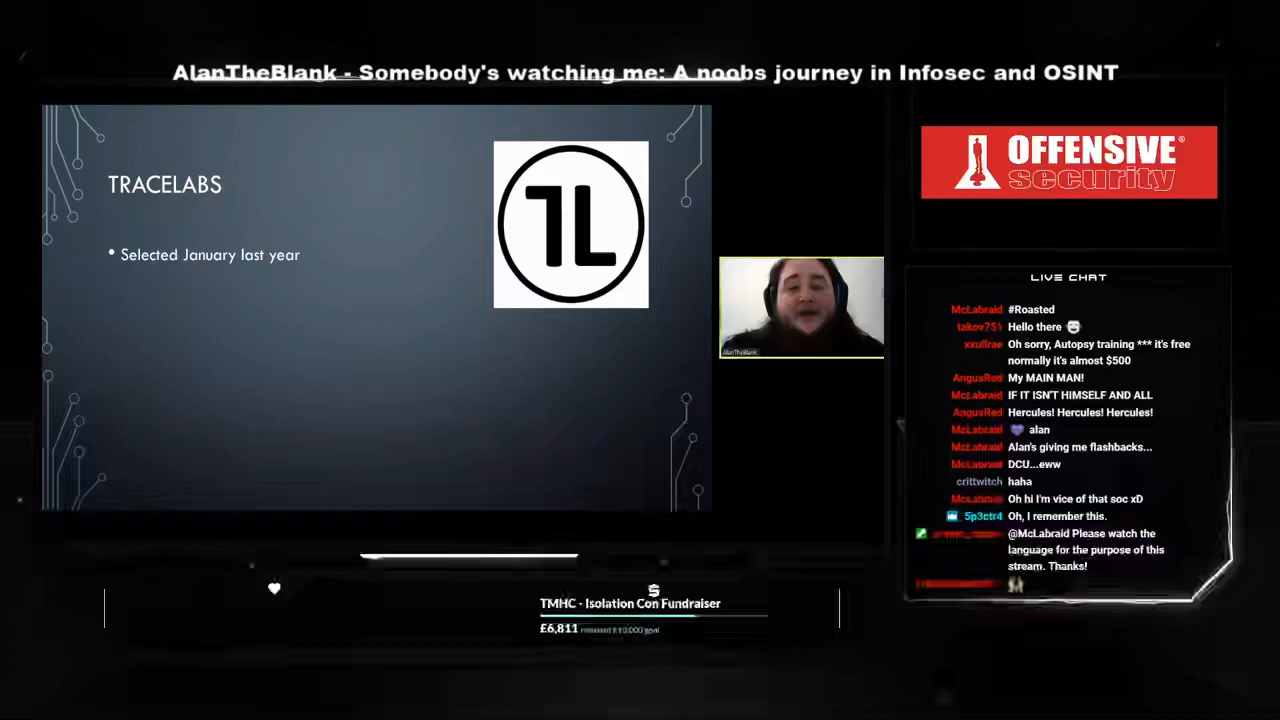 AlanTheBlank - Somebody's watching me: A noobs journey in Infosec and OSINT
TRACELABS
• Selected January last year
TL
AlanTheBlank
OFFENSIVE®
security
LIVE CHAT
McLabraid #Roasted
takov751 Hello there
Oh sorry, Autopsy training *** it's free
normally it's almost $500
AngusRed My MAIN MAN!
McLabraid IF IT ISN'T HIMSELF AND ALL
AngusRed Hercules! Hercules! Hercules!
McLabraid alan
McLabraid Alan's giving me flashbacks...
McLabraid DCU...eww
crittwitch haha
McLabraid Oh hi I'm vice of that soc xD
5p3ctr4 Oh, I remember this.
@McLabraid Please watch the
language for the purpose of this
stream. Thanks!
TMHC - Isolation Con Fundraiser
£6,811